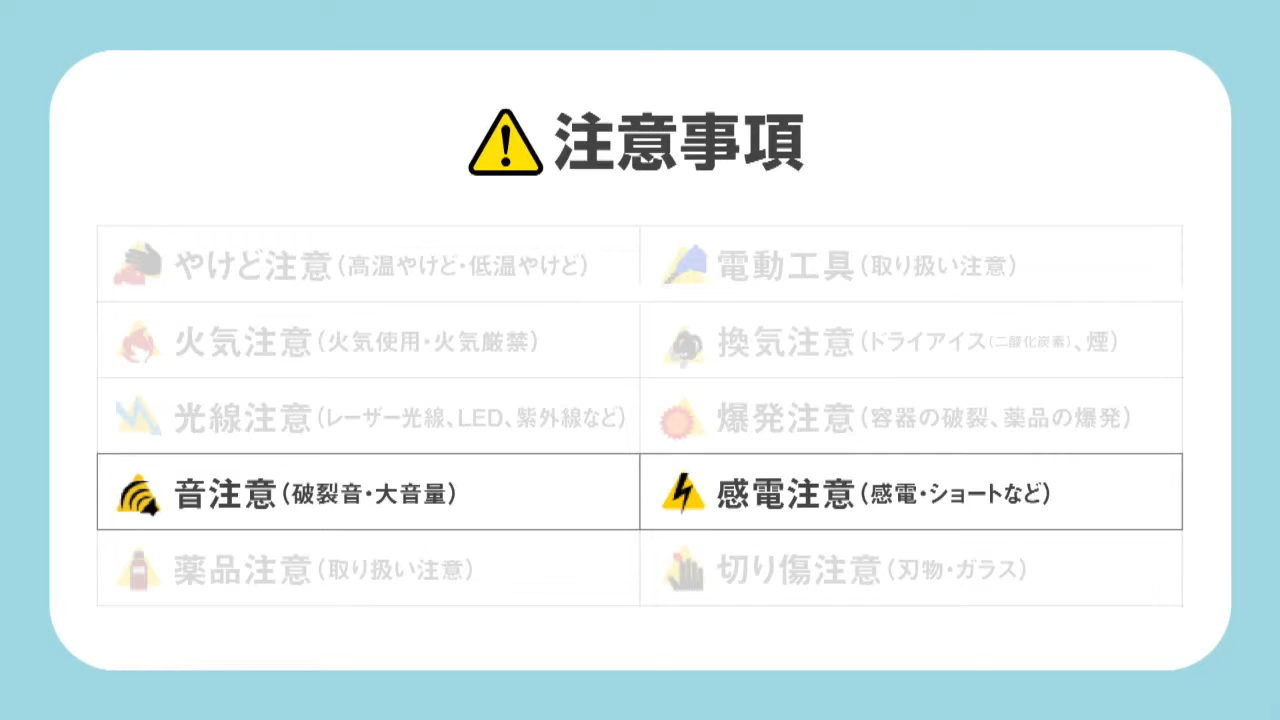 注意事項
やけど注意(高温やけど・低温やけど)
電動工具(取り扱い注意)
火気注意(火気使用・火気厳禁)
換気注意(ドライアイス(二酸化炭素)、煙)
光線注意(レーザー光線、LED、紫外線など)
爆発注意(容器の破裂、薬品の爆発)
音注意(破裂音・大音量)
感電注意(感電・ショートなど)
薬品注意(取り扱い注意)
切り傷注意(刃物・ガラス)